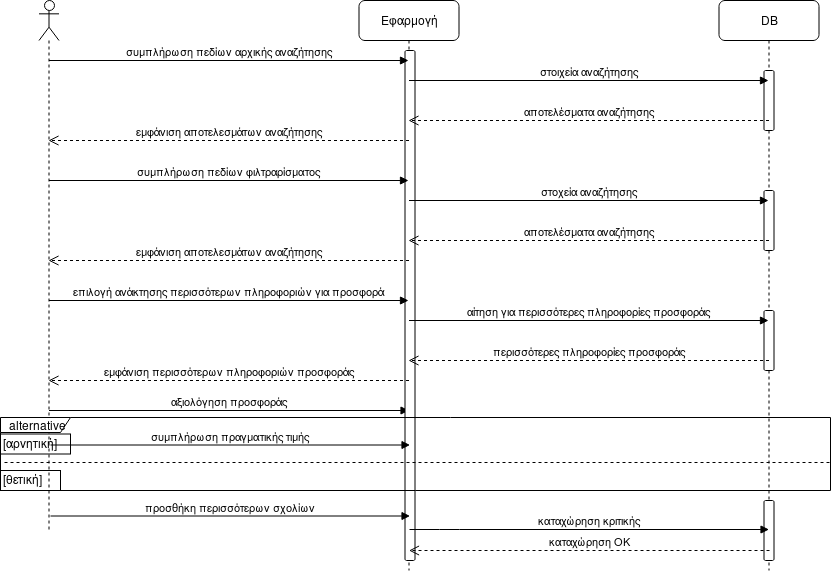 Εφαρμογή
DB
συμπλήρωση πεδίων αρχικής αναζήτησης
στοιχεία αναζήτησης
αποτελέσματα αναζήτησης
εμφάνιση αποτελεσμάτων αναζήτησης
συμπλήρωση πεδίων φιλτραρίσματος
στοχεία αναζήτησης
αποτελέσματα αναζήτησης
εμφάνιση αποτελεσμάτων αναζήτησης
επιλογή ανάκτησης περισσότερων πληροφοριών για προσφορά
αίτηση για περισσότερες πληροφορίες προσφοράς
περισσότερες πληροφορίες προσφοράς
εμφάνιση περισσότερων πληροφοριών προσφοράς
αξιολόγηση προσφοράς
alternative
[αρνητική]
συμπλήρωση πραγματικής τιμής
[θετική]
προσθήκη περισσότερων σχολίων
καταχώρηση κριτικής
καταχώρηση ΟΚ